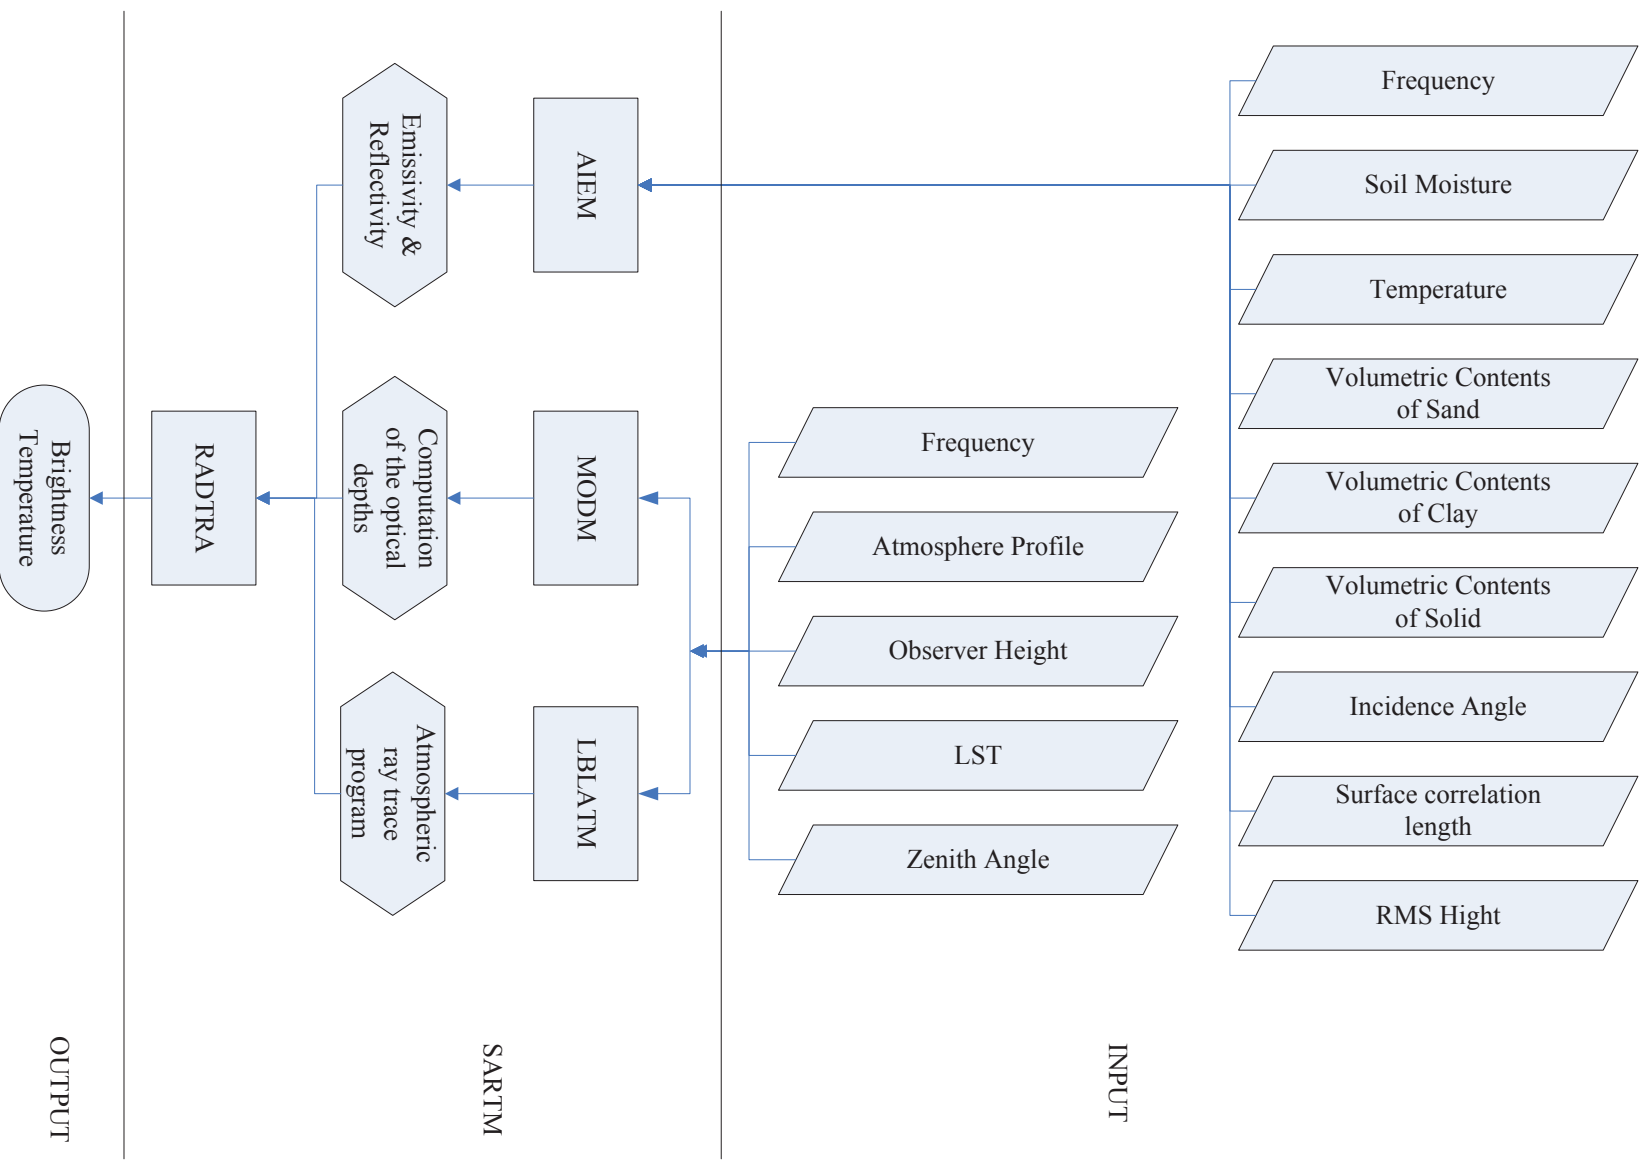 Frequency
Soil Moisture
Temperature
Volumetric Contents
of Sand
Volumetric Contents
of Clay
Volumetric Contents
of Solid
Incidence Angle
Surface correlation
length
RMS Hight
Frequency
Atmosphere Profile
Observer Height
LST
Zenith Angle
INPUT
AIEM
MODM
LBLATM
Emissivity &
Reflectivity
Computation
of the optical
depths
Atmospheric
ray trace
program
RADTRA
SARTM
Brightness
Temperature
OUTPUT